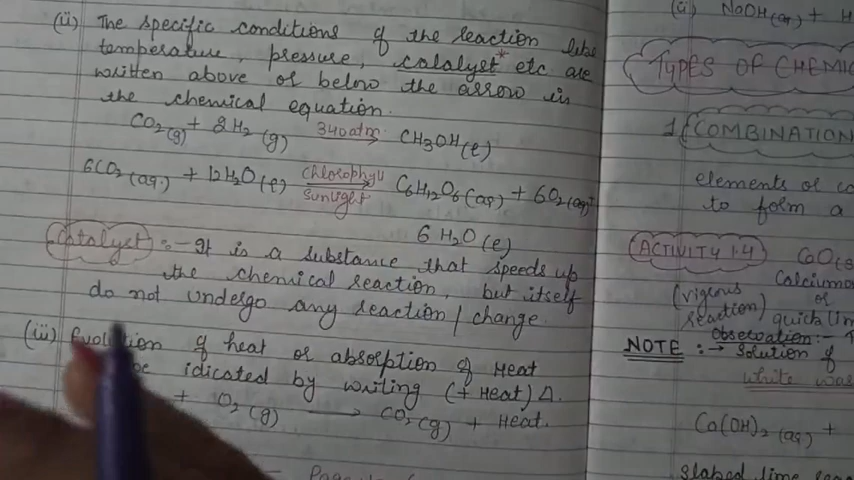 (ii) The specific conditions of the reaction like
temperature, pressure, catalyst* etc are
written above or below the arrow in
the chemical equation.
CO2(g) + 2H2(g) 340atm → CH3OH(l)
6CO2(aq.) + 12H2O(l) chlorophyll → sunlight C6H12O6(aq) + 6O2(aq)+
6H2O(l)
Catalyst :- It is a substance that speeds up
the chemical reaction, but itself
do not undergo any reaction/change.
(iii) Evolution of heat or absorption of Heat
be idicated by writing (+ Heat) Δ.
+ O2(g) → CO2(g) + Heat.
(ii) NaOH(aq) + H
TYPES OF CHEMIC
1) COMBINATION
elements or co
to form a
ACTIVITY 1.4 CaO(s
Calcium
(vigrous or
reaction) quick lim
Observation:-
NOTE :→ Solution of
white was
Ca(OH)2(aq) +
slaked lime